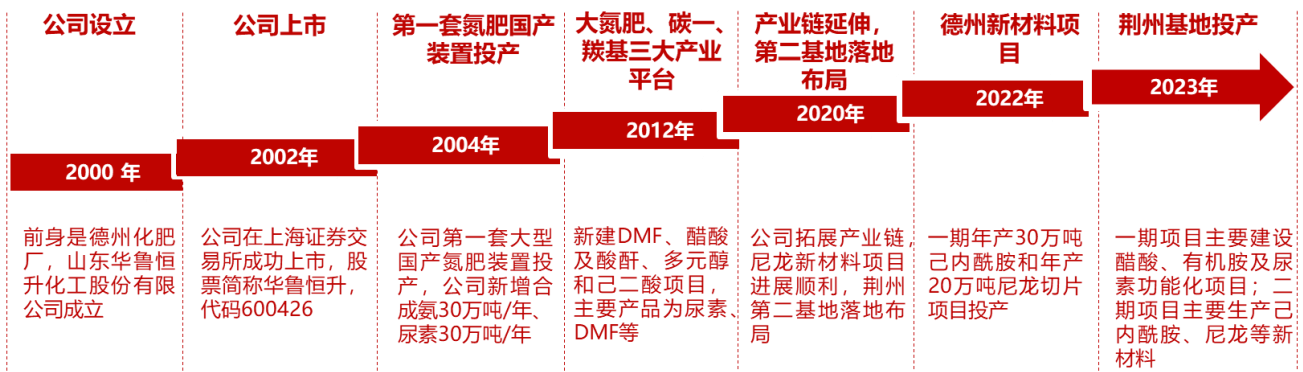 公司设立
公司上市
第一套氮肥国产
装置投产
大氮肥、碳一、
羰基三大产业
平台
产业链延伸，
第二基地落地
布局
德州新材料项
目
荆州基地投产
2000 年
2002年
2004年
2012年
2020年
2022年
2023年
前身是德州化肥
厂，山东华鲁恒
升化工股份有限
公司成立
公司在上海证券交
易所成功上市，股
票简称华鲁恒升，
代码600426
公司第一套大型
国产氮肥装置投
产，公司新增合
成氨30万吨/年、
尿素30万吨/年
新建DMF、醋酸
及酸酐、多元醇
和己二酸项目，
主要产品为尿素、
DMF等
公司拓展产业链，
尼龙新材料项目
进展顺利，荆州
第二基地落地布
局
一期年产30万吨
己内酰胺和年产
20万吨尼龙切片
项目投产
一期项目主要建设
醋酸、有机胺及尿
素功能化项目；二
期项目主要生产己
内酰胺、尼龙等新
材料